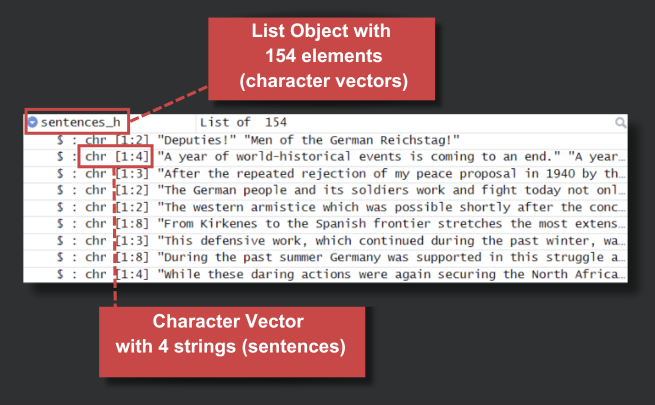 List Object with
154 elements
(character vectors)
sentences_h List of 154
$ : chr [1:2] "Deputies!" "Men of the German Reichstag!"
$ : chr [1:4] "A year of world-historical events is coming to an end." "A year…
$ : chr [1:3] "After the repeated rejection of my peace proposal in 1940 by th…
$ : chr [1:2] "The German people and its soldiers work and fight today not onl…
$ : chr [1:2] "The western armistice which was possible shortly after the conc…
$ : chr [1:8] "From Kirkenes to the Spanish frontier stretches the most extens…
$ : chr [1:3] "This defensive work, which continued during the past winter, wa…
$ : chr [1:8] "During the past summer Germany was supported in this struggle a…
$ : chr [1:4] "While these daring actions were again securing the North Africa…
Character Vector
with 4 strings (sentences)